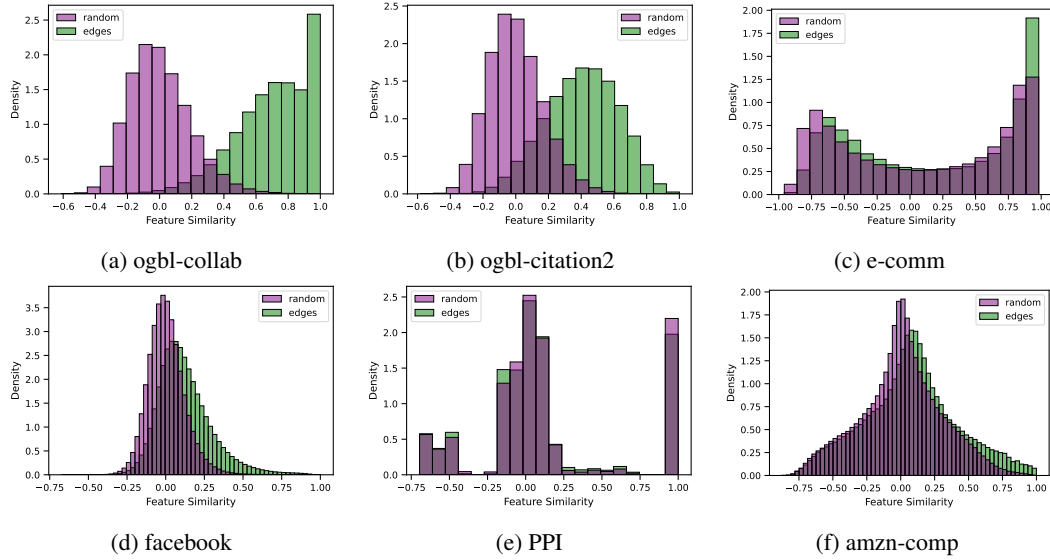 random
edges
Density
0.0
0.5
1.0
1.5
2.0
2.5
−0.6 −0.4 −0.2 0.0 0.2 0.4 0.6 0.8 1.0
Feature Similarity
(a) ogbl-collab
random
edges
Density
0.0
0.5
1.0
1.5
2.0
2.5
−0.6 −0.4 −0.2 0.0 0.2 0.4 0.6 0.8 1.0
Feature Similarity
(b) ogbl-citation2
random
edges
Density
0.00
0.25
0.50
0.75
1.00
1.25
1.50
1.75
2.00
−1.00 −0.75 −0.50 −0.25 0.00 0.25 0.50 0.75 1.00
Feature Similarity
(c) e-comm
random
edges
Density
0.0
0.5
1.0
1.5
2.0
2.5
3.0
3.5
−0.75 −0.50 −0.25 0.00 0.25 0.50 0.75 1.00
Feature Similarity
(d) facebook
random
edges
Density
0.0
0.5
1.0
1.5
2.0
2.5
−0.75 −0.50 −0.25 0.00 0.25 0.50 0.75 1.00
Feature Similarity
(e) PPI
random
edges
Density
0.00
0.25
0.50
0.75
1.00
1.25
1.50
1.75
2.00
−0.75 −0.50 −0.25 0.00 0.25 0.50 0.75 1.00
Feature Similarity
(f) amzn-comp